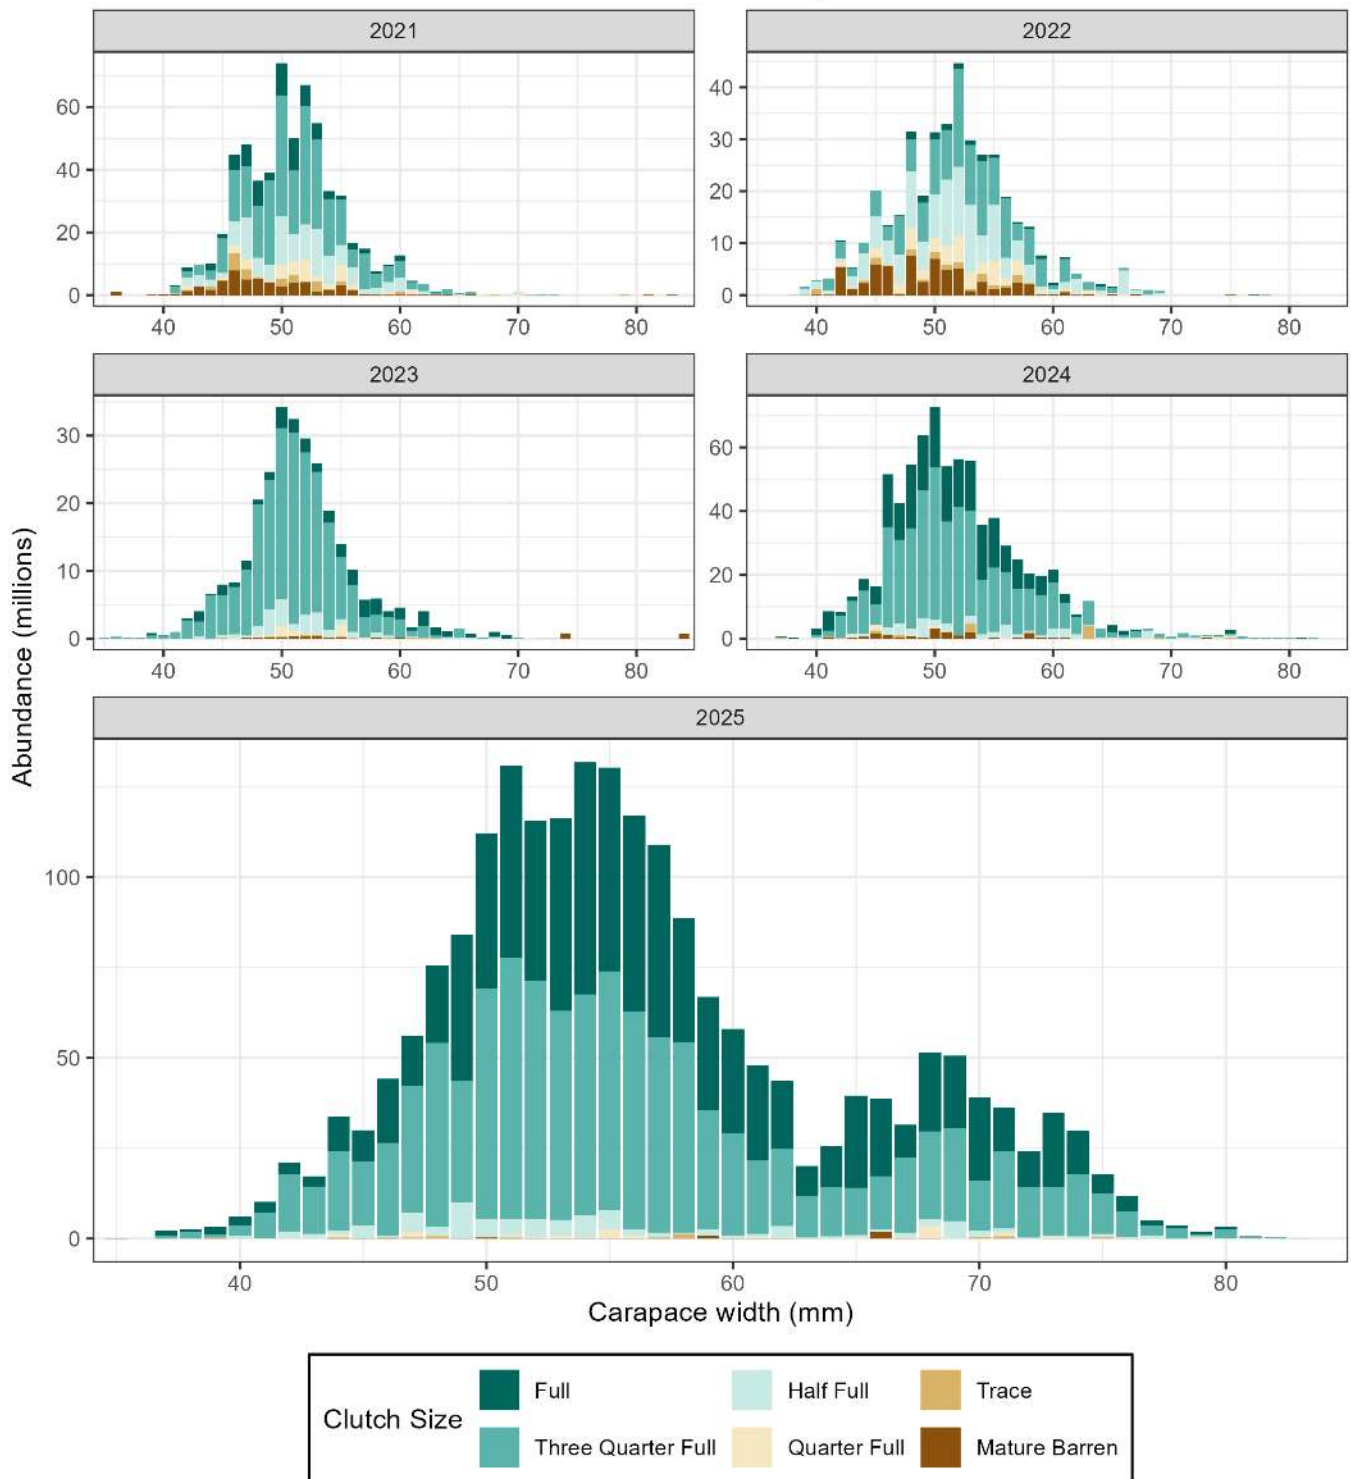 2021 2022
60
40
20
0
40 50 60 70 80
40
30
20
10
0
40 50 60 70 80
2023 2024
30
20
10
0
40 50 60 70 80
60
40
20
0
40 50 60 70 80
Abundance (millions)
2025
100
50
0
40 50 60 70 80
Carapace width (mm)
Clutch Size
Full Half Full Trace
Three Quarter Full Quarter Full Mature Barren